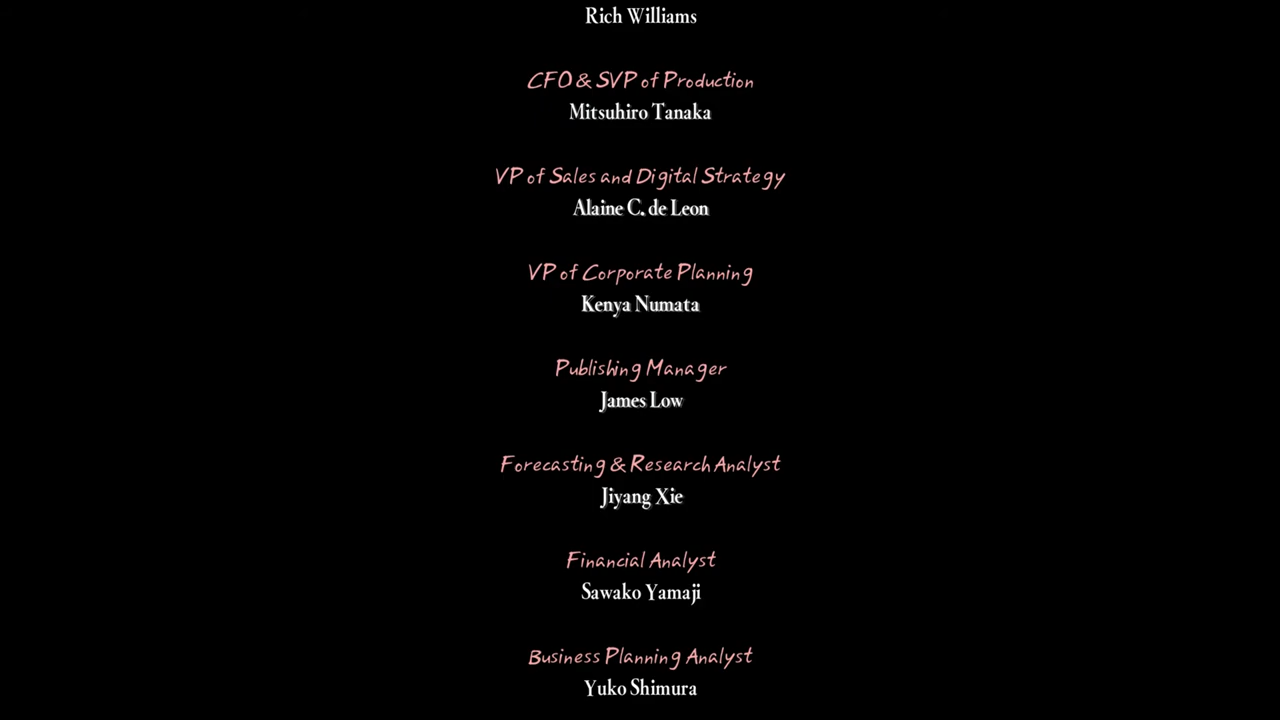 Rich Williams
CFO & SVP of Production
Mitsuhiro Tanaka
VP of Sales and Digital Strategy
Alaine C. de Leon
VP of Corporate Planning
Kenya Numata
Publishing Manager
James Low
Forecasting & Research Analyst
Jiyang Xie
Financial Analyst
Sawako Yamaji
Business Planning Analyst
Yuko Shimura